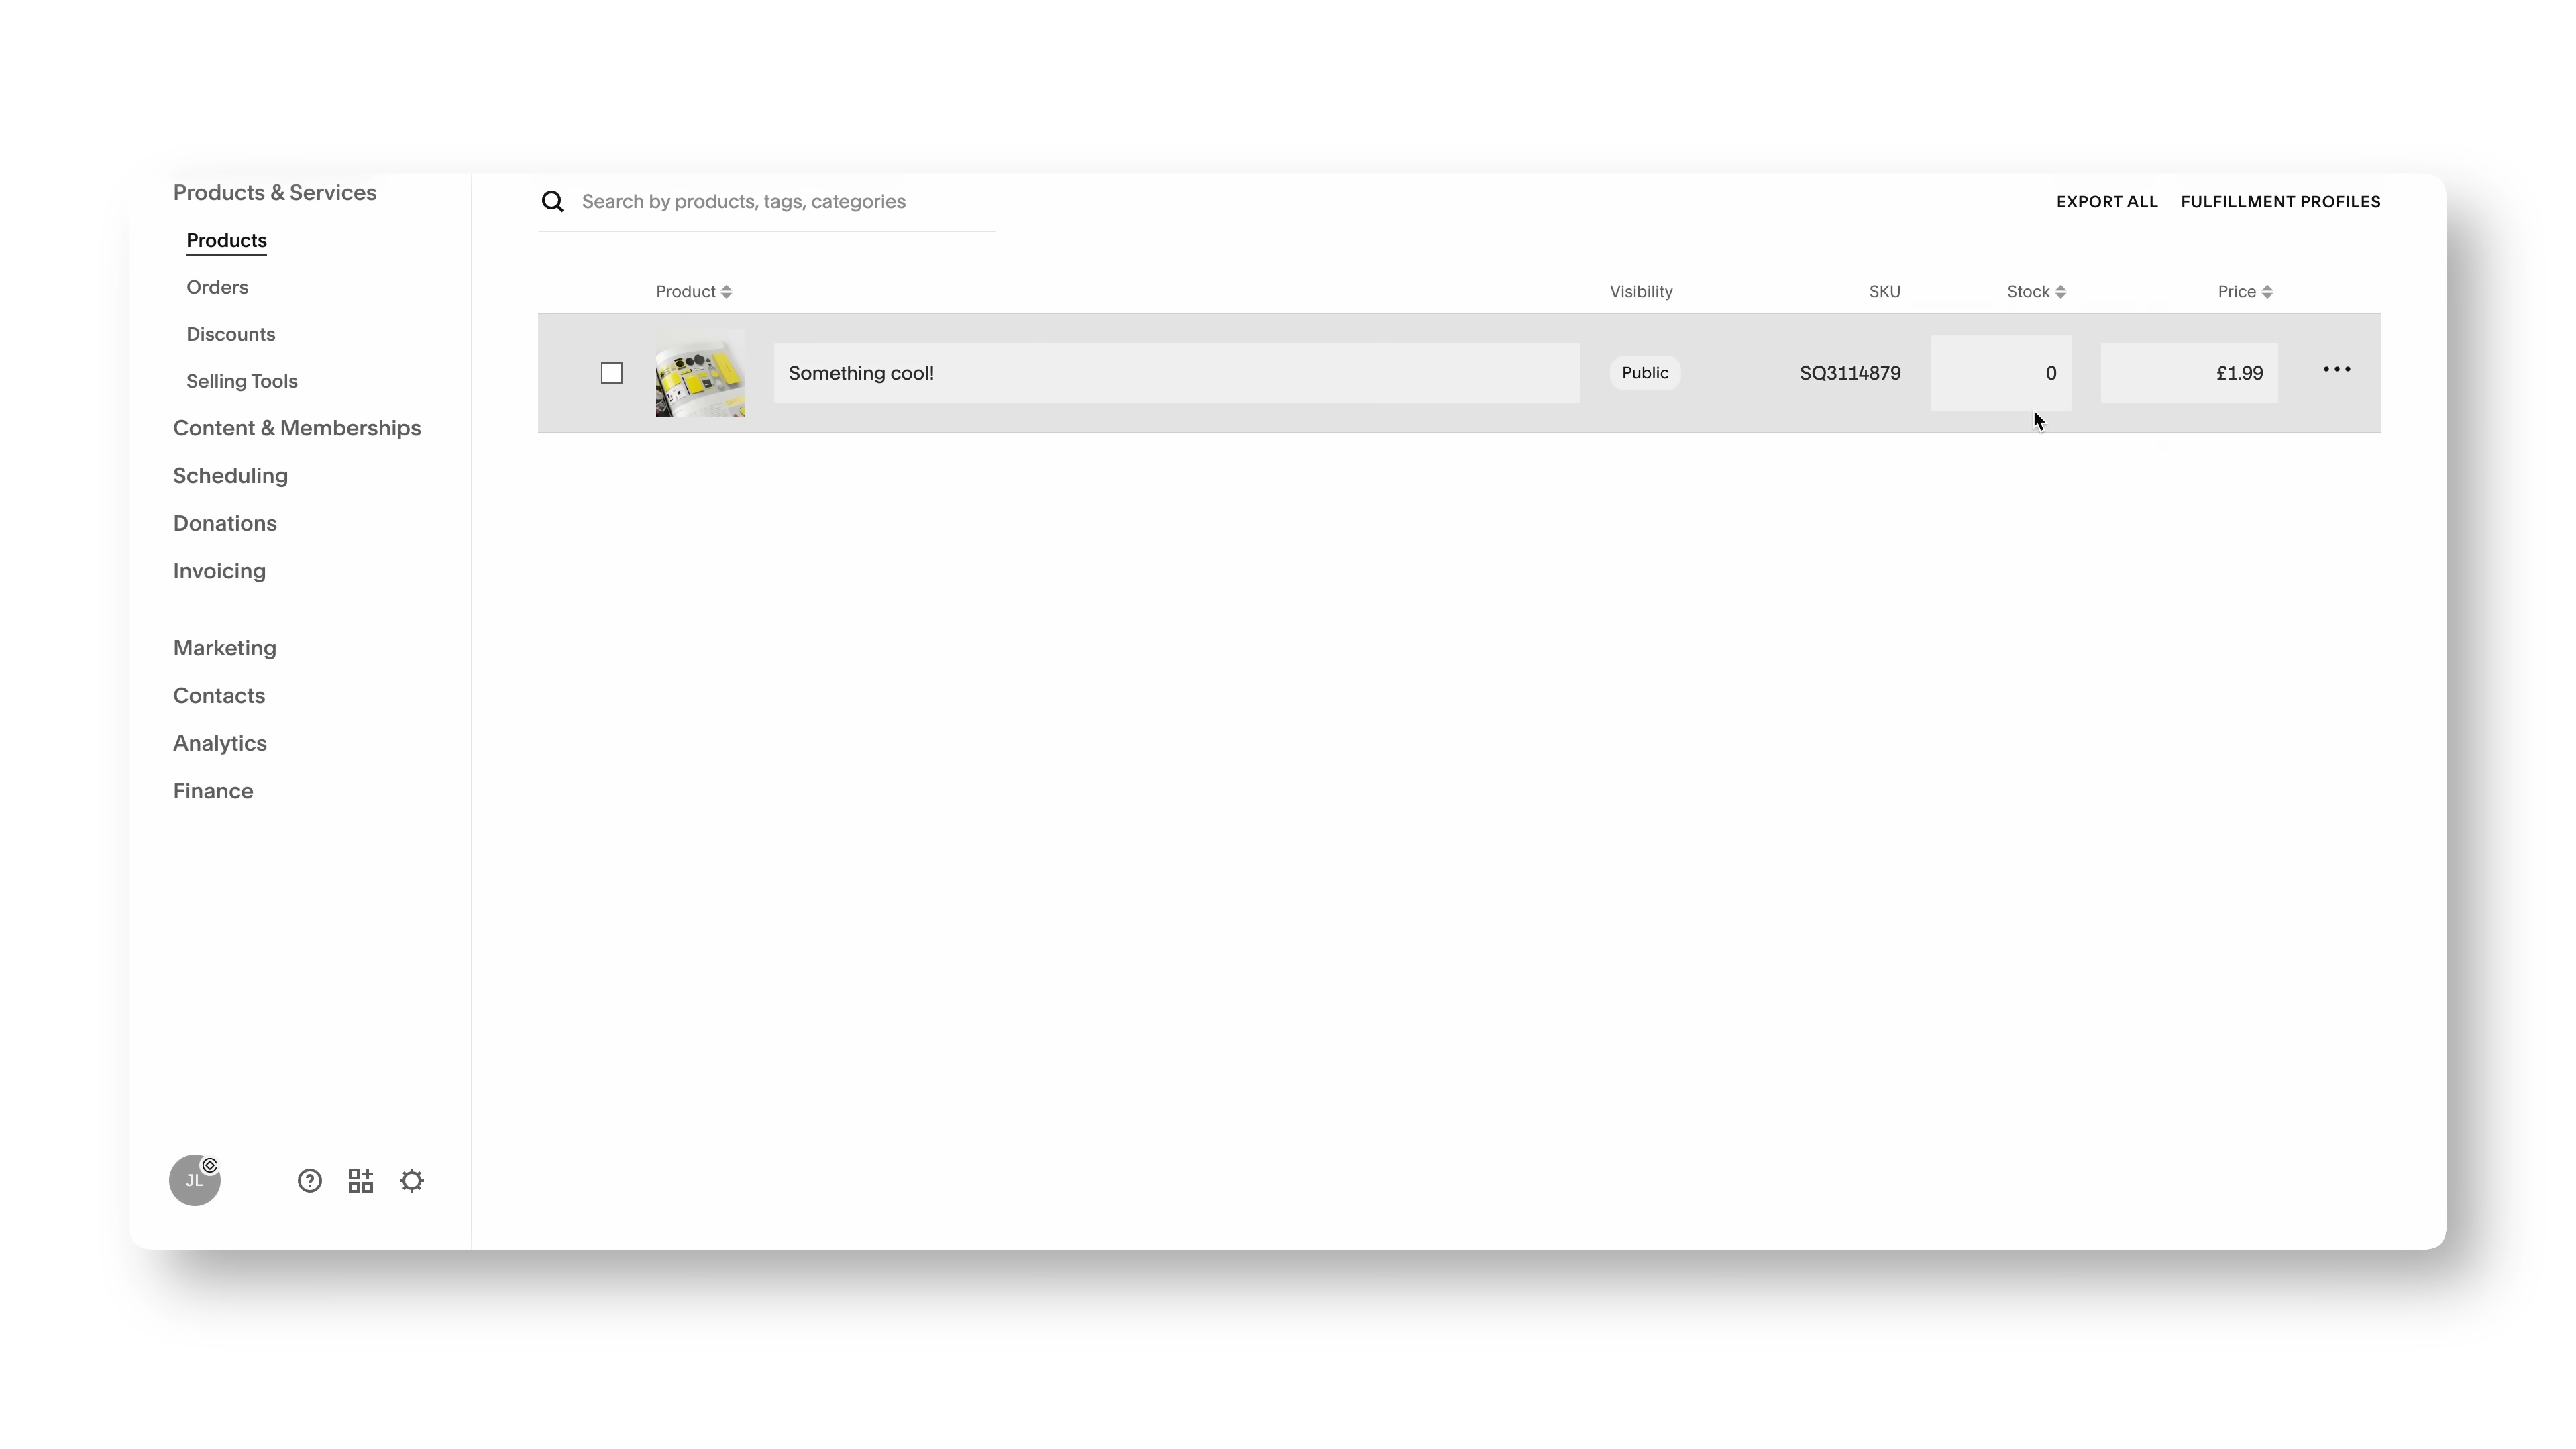 Products & Services
Products
Orders
Discounts
Selling Tools
Content & Memberships
Scheduling
Donations
Invoicing
Marketing
Contacts
Analytics
Finance
JL
Search by products, tags, categories
EXPORT ALL FULFILLMENT PROFILES
Product Visibility SKU Stock Price
Something cool! Public SQ3114879 0 £1.99